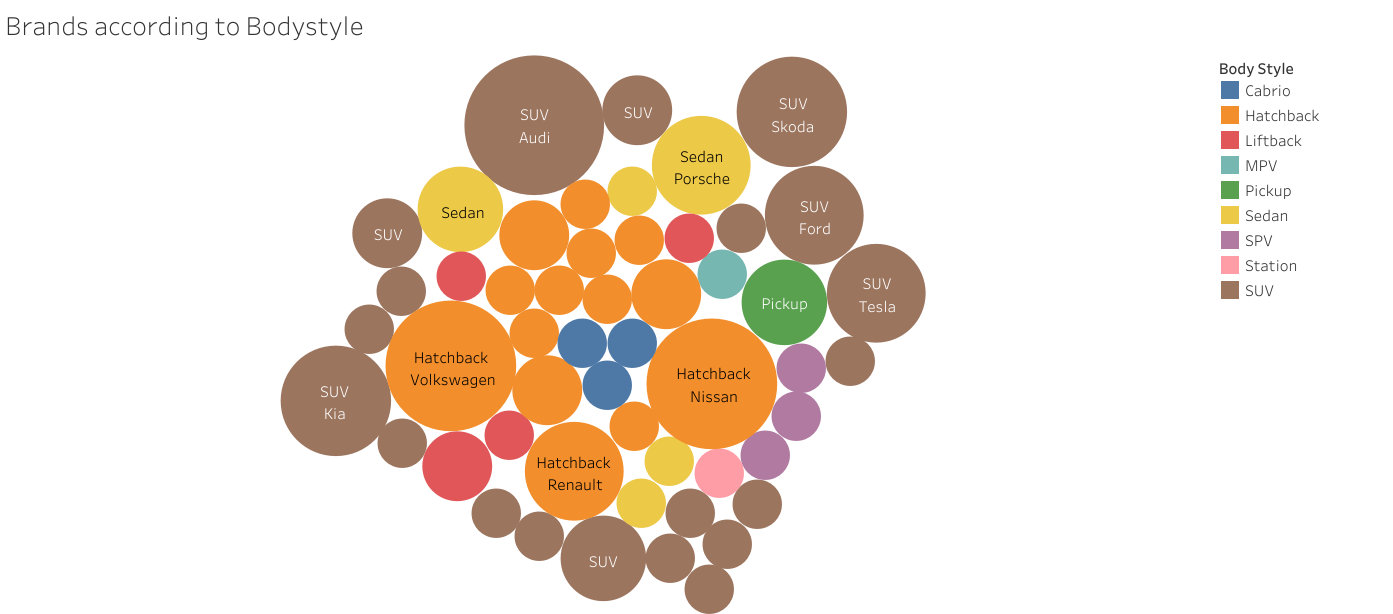 Brands according to Bodystyle
SUV
Audi
SUV
SUV
Skoda
Sedan
Porsche
Sedan
SUV
SUV
Ford
SUV
Tesla
Pickup
Hatchback
Volkswagen
Hatchback
Nissan
SUV
Kia
Hatchback
Renault
SUV
Body Style
Cabrio
Hatchback
Liftback
MPV
Pickup
Sedan
SPV
Station
SUV